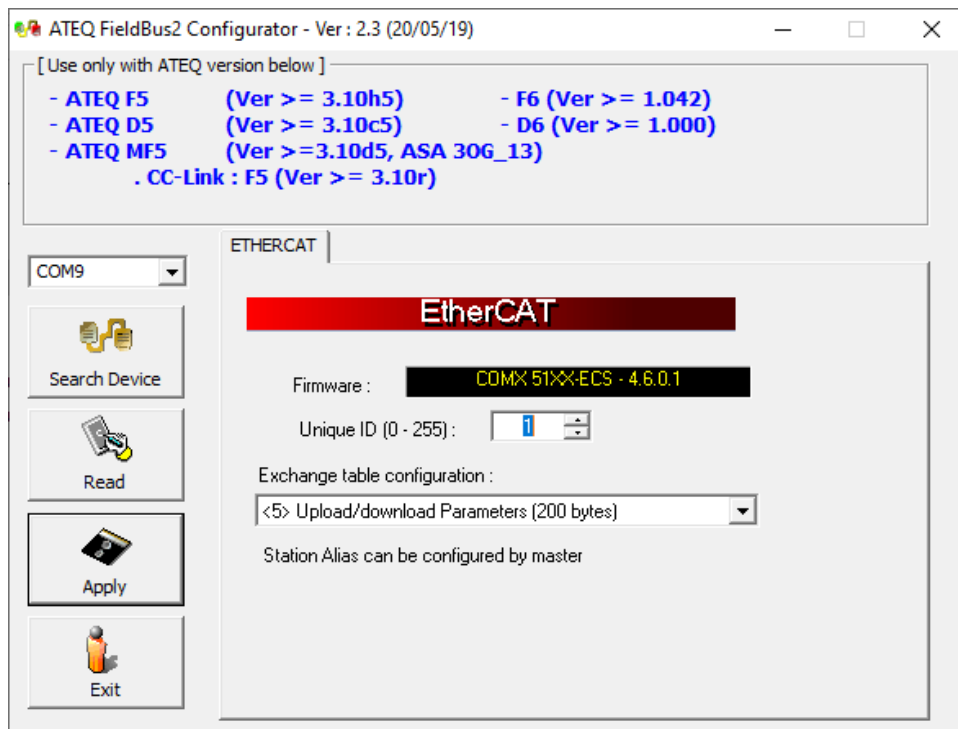 ATEQ FieldBus2 Configurator - Ver : 2.3 (20/05/19)
[ Use only with ATEQ version below ]
- ATEQ F5 (Ver >= 3.10h5) - F6 (Ver >= 1.042)
- ATEQ D5 (Ver >= 3.10c5) - D6 (Ver >= 1.000)
- ATEQ MF5 (Ver >=3.10d5, ASA 3OG_13)
. CC-Link : F5 (Ver >= 3.10r)
COM9
Search Device
Read
Apply
Exit
ETHERCAT
EtherCAT
Firmware : COMX 51XX-ECS - 4.6.0.1
Unique ID (0 - 255) : 1
Exchange table configuration :
<5> Upload/download Parameters (200 bytes)
Station Alias can be configured by master